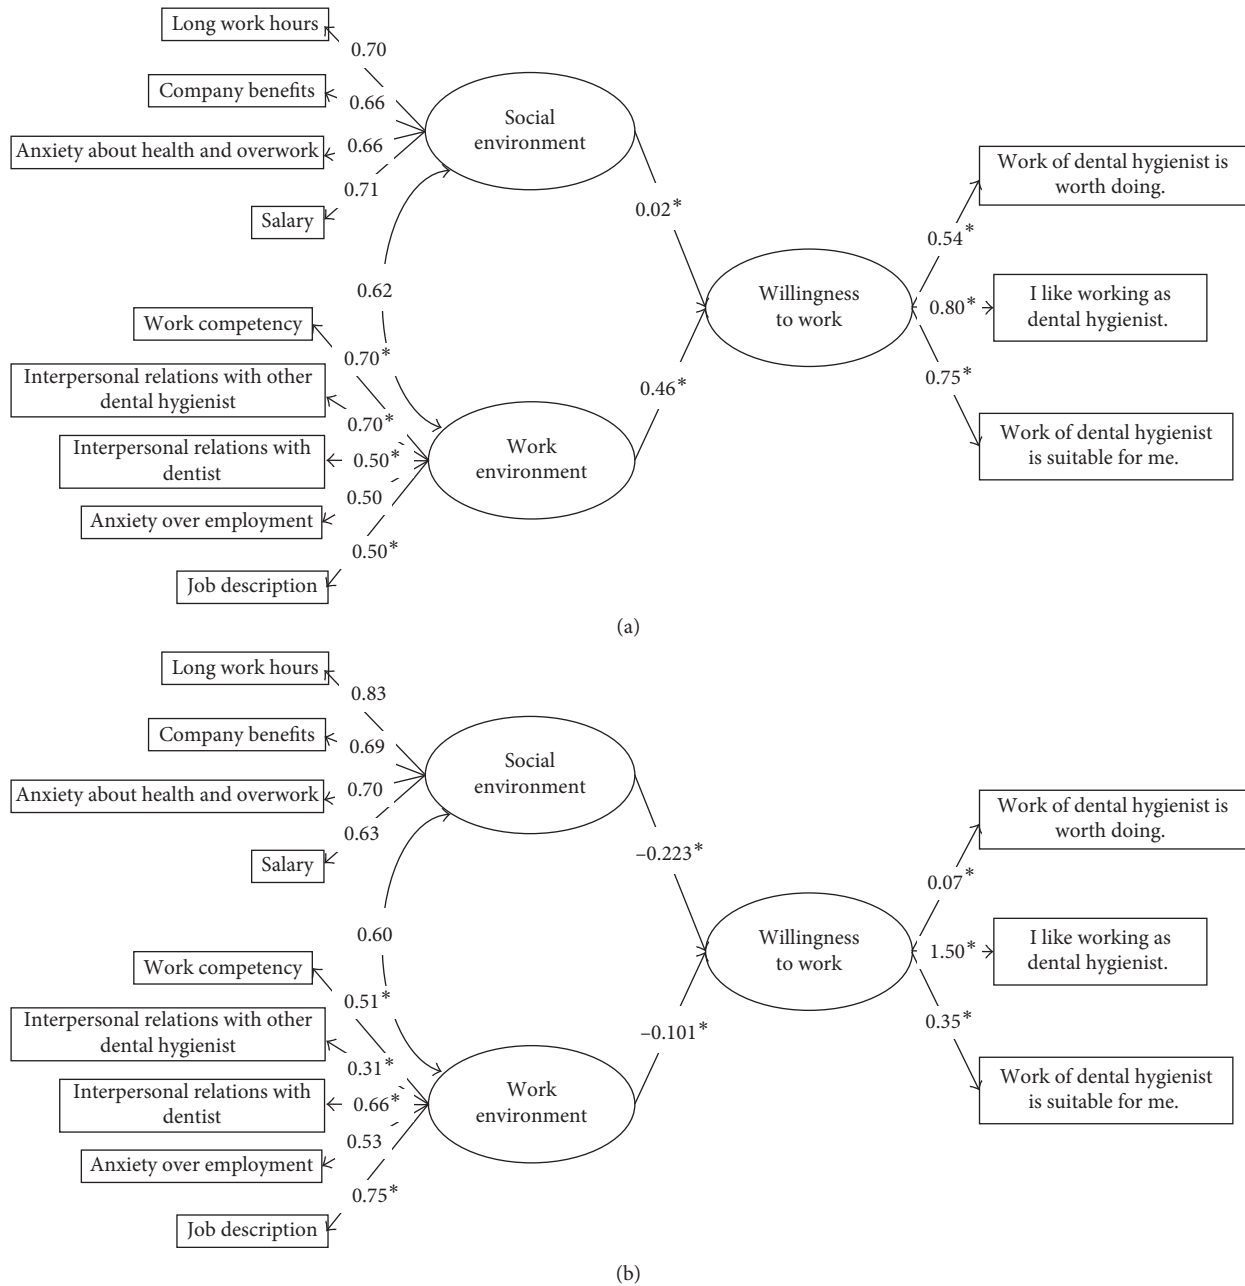 Long work hours
0.70
Company benefits
0.66
Anxiety about health and overwork
0.66
Salary
0.71
Social
environment
0.02*
0.62
Work competency
0.70*
Interpersonal relations with other
dental hygienist
0.70*
Interpersonal relations with
dentist
0.50*
Anxiety over employment
0.50
Job description
0.50*
Work
environment
0.46*
Willingness
to work
Work of dental hygienist is
worth doing.
0.54*
I like working as
dental hygienist.
0.80*
Work of dental hygienist
is suitable for me.
0.75*
(a)
Long work hours
0.83
Company benefits
0.69
Anxiety about health and overwork
0.70
Salary
0.63
Social
environment
–0.223*
0.60
Work competency
0.51*
Interpersonal relations with other
dental hygienist
0.31*
Interpersonal relations with
dentist
0.66*
Anxiety over employment
0.53
Job description
0.75*
Work
environment
–0.101*
Willingness
to work
Work of dental hygienist is
worth doing.
0.07*
I like working as
dental hygienist.
1.50*
Work of dental hygienist
is suitable for me.
0.35*
(b)